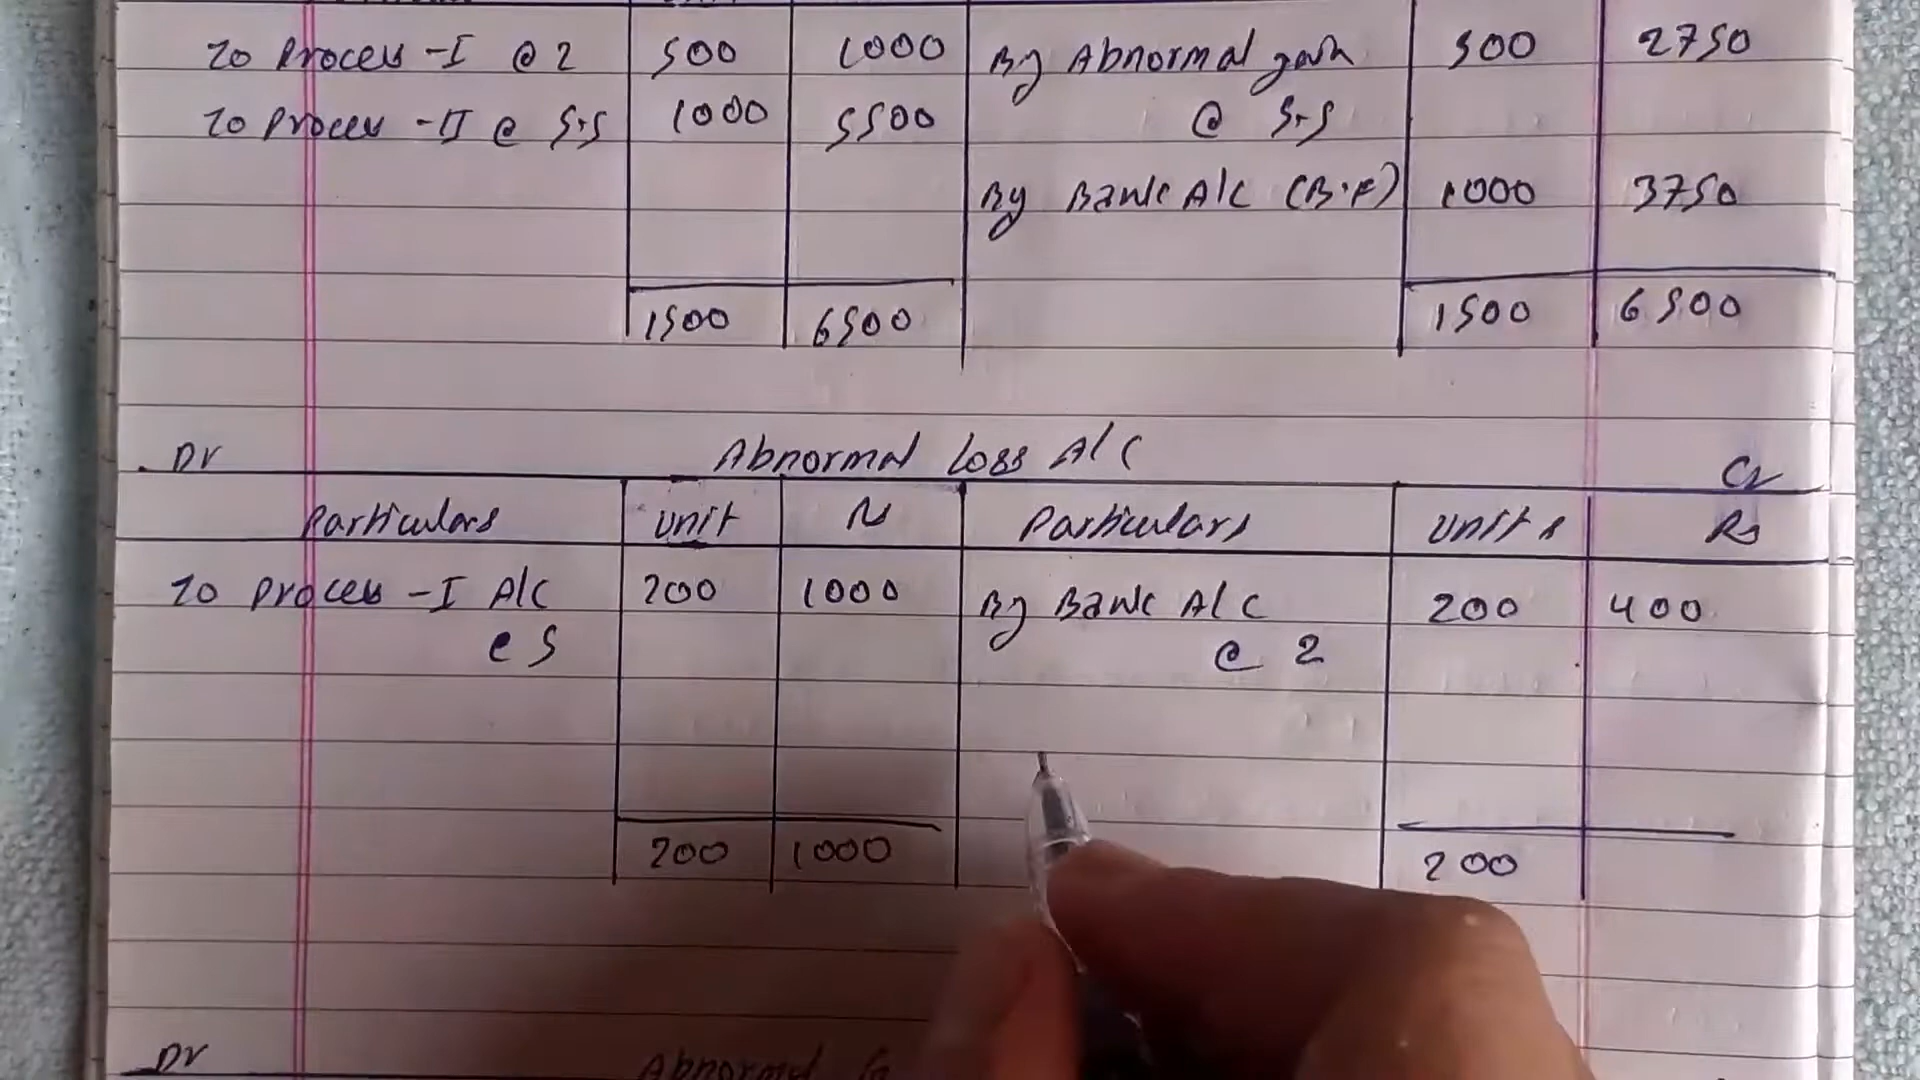 To Process -I @ 2 500 1000 By Abnormal gain 500 2750
To Process -II @ 5.5 1000 5500 @ 5.5
By Bank A/C (B.F) 1000 3750
1500 6500 1500 6500
Dr Abnormal Loss A/C Cr
Particulars Unit Rs Particulars Units Rs
To Process -I A/C 200 1000 By Bank A/C 200 400
@ 5 @ 2
200 1000 200
Dr Abnormal G